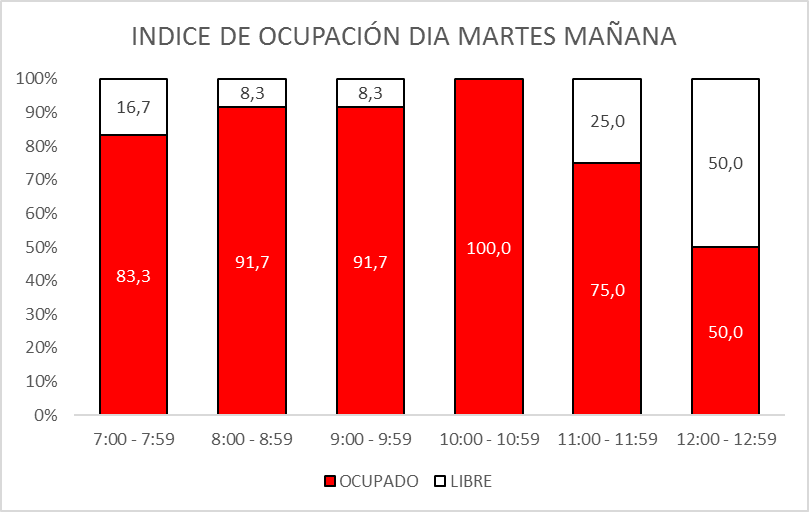 INDICE DE OCUPACIÓN DIA MARTES MAÑANA
100%
90%
80%
70%
60%
50%
40%
30%
20%
10%
0%
16,7
8,3
8,3
25,0
50,0
83,3
91,7
91,7
100,0
75,0
50,0
7:00 - 7:59
8:00 - 8:59
9:00 - 9:59
10:00 - 10:59
11:00 - 11:59
12:00 - 12:59
OCUPADO
LIBRE